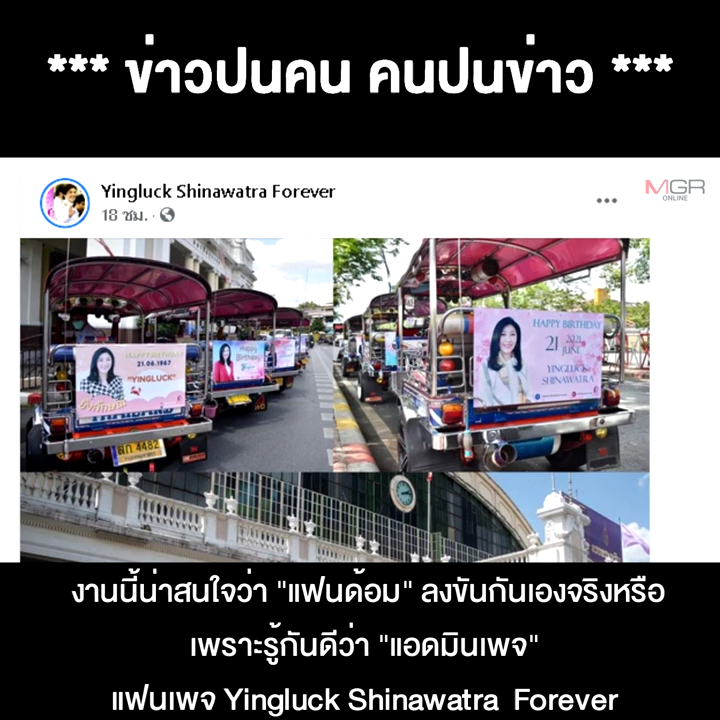 *** ข่าวปนคน คนปนข่าว ***
Yingluck Shinawatra Forever
18 ชม.
MGR
ONLINE
HAPPY BIRTHDAY
21.06.1967
"YINGLUCK"
Happy
Birthday
HAPPY BIRTHDAY
21 2021
JUNE
YINGLUCK
SHINAWATRA
4482
งานนี้น่าสนใจว่า "แฟนด้อม" ลงขันกันเองจริงหรือ
เพราะรู้กันดีว่า "แอดมินเพจ"
แฟนเพจ Yingluck Shinawatra Forever